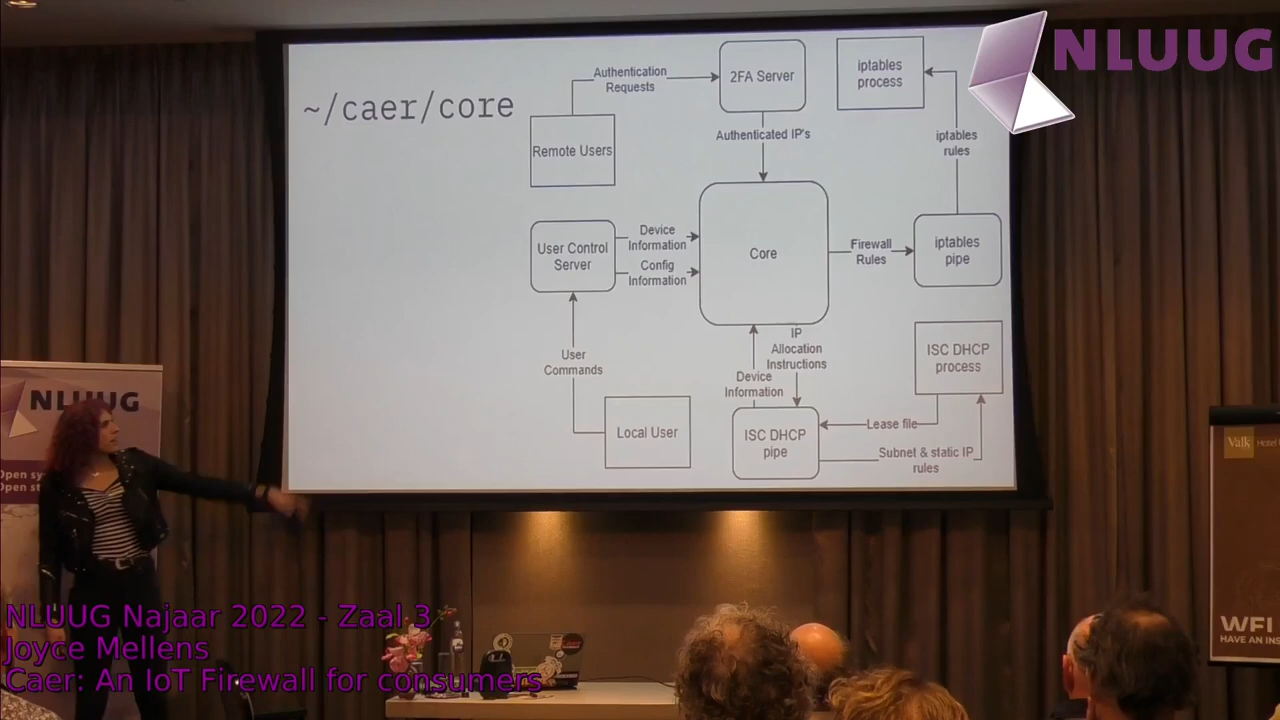 ~/caer/core
Authentication
Requests
2FA Server
iptables
process
NLUUG
Remote Users
Authenticated IP's
iptables
rules
User Control
Server
Device
Information
Config
Information
Core
Firewall
Rules
iptables
pipe
User
Commands
IP
Allocation
Instructions
Device
Information
ISC DHCP
process
Local User
ISC DHCP
pipe
Lease file
Subnet & static IP
rules
NLUUG
Open
Open
Valk Hotel
WFI
HAVE AN INS
NLUUG Najaar 2022 - Zaal 3
Joyce Mellens
Caer: An IoT Firewall for consumers